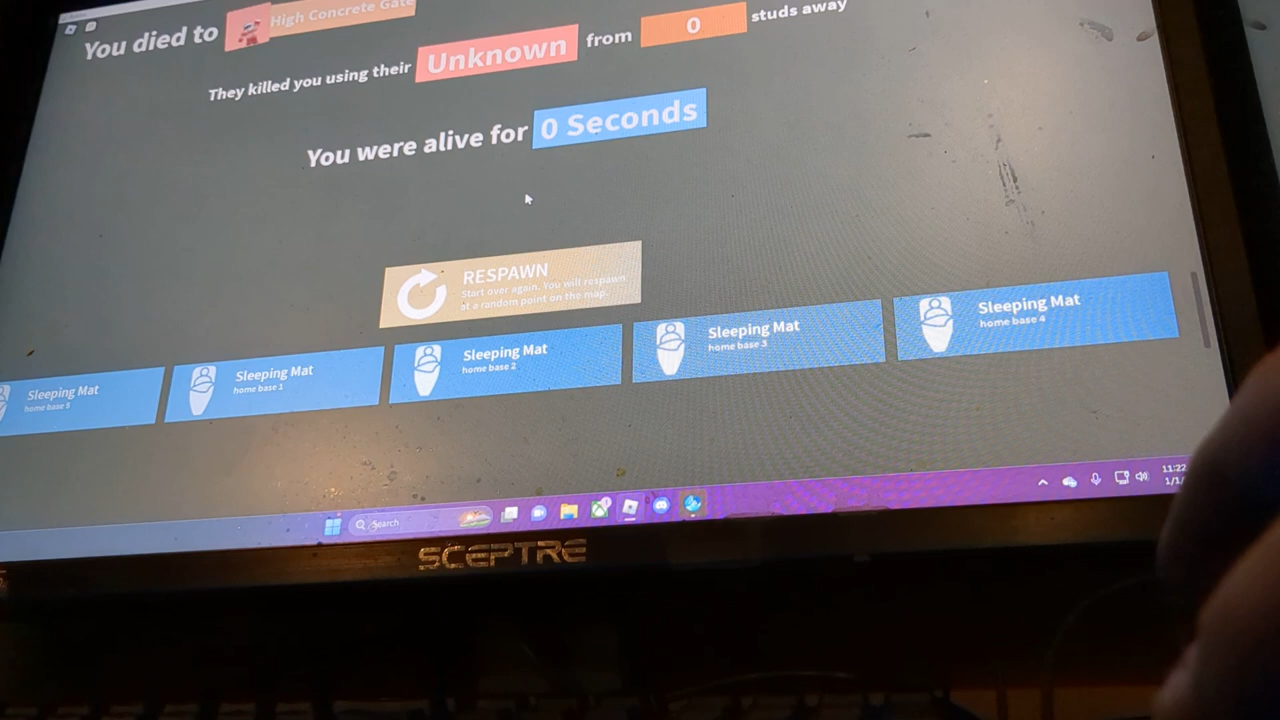 You died to High Concrete Gate
They killed you using their Unknown from 0 studs away
You were alive for 0 Seconds
RESPAWN
Start over again. You will respawn
at a random point on the map.
Sleeping Mat
home base 5
Sleeping Mat
home base 1
Sleeping Mat
home base 2
Sleeping Mat
home base 3
Sleeping Mat
home base 4
Search
11:22
1/1/
SCEPTRE